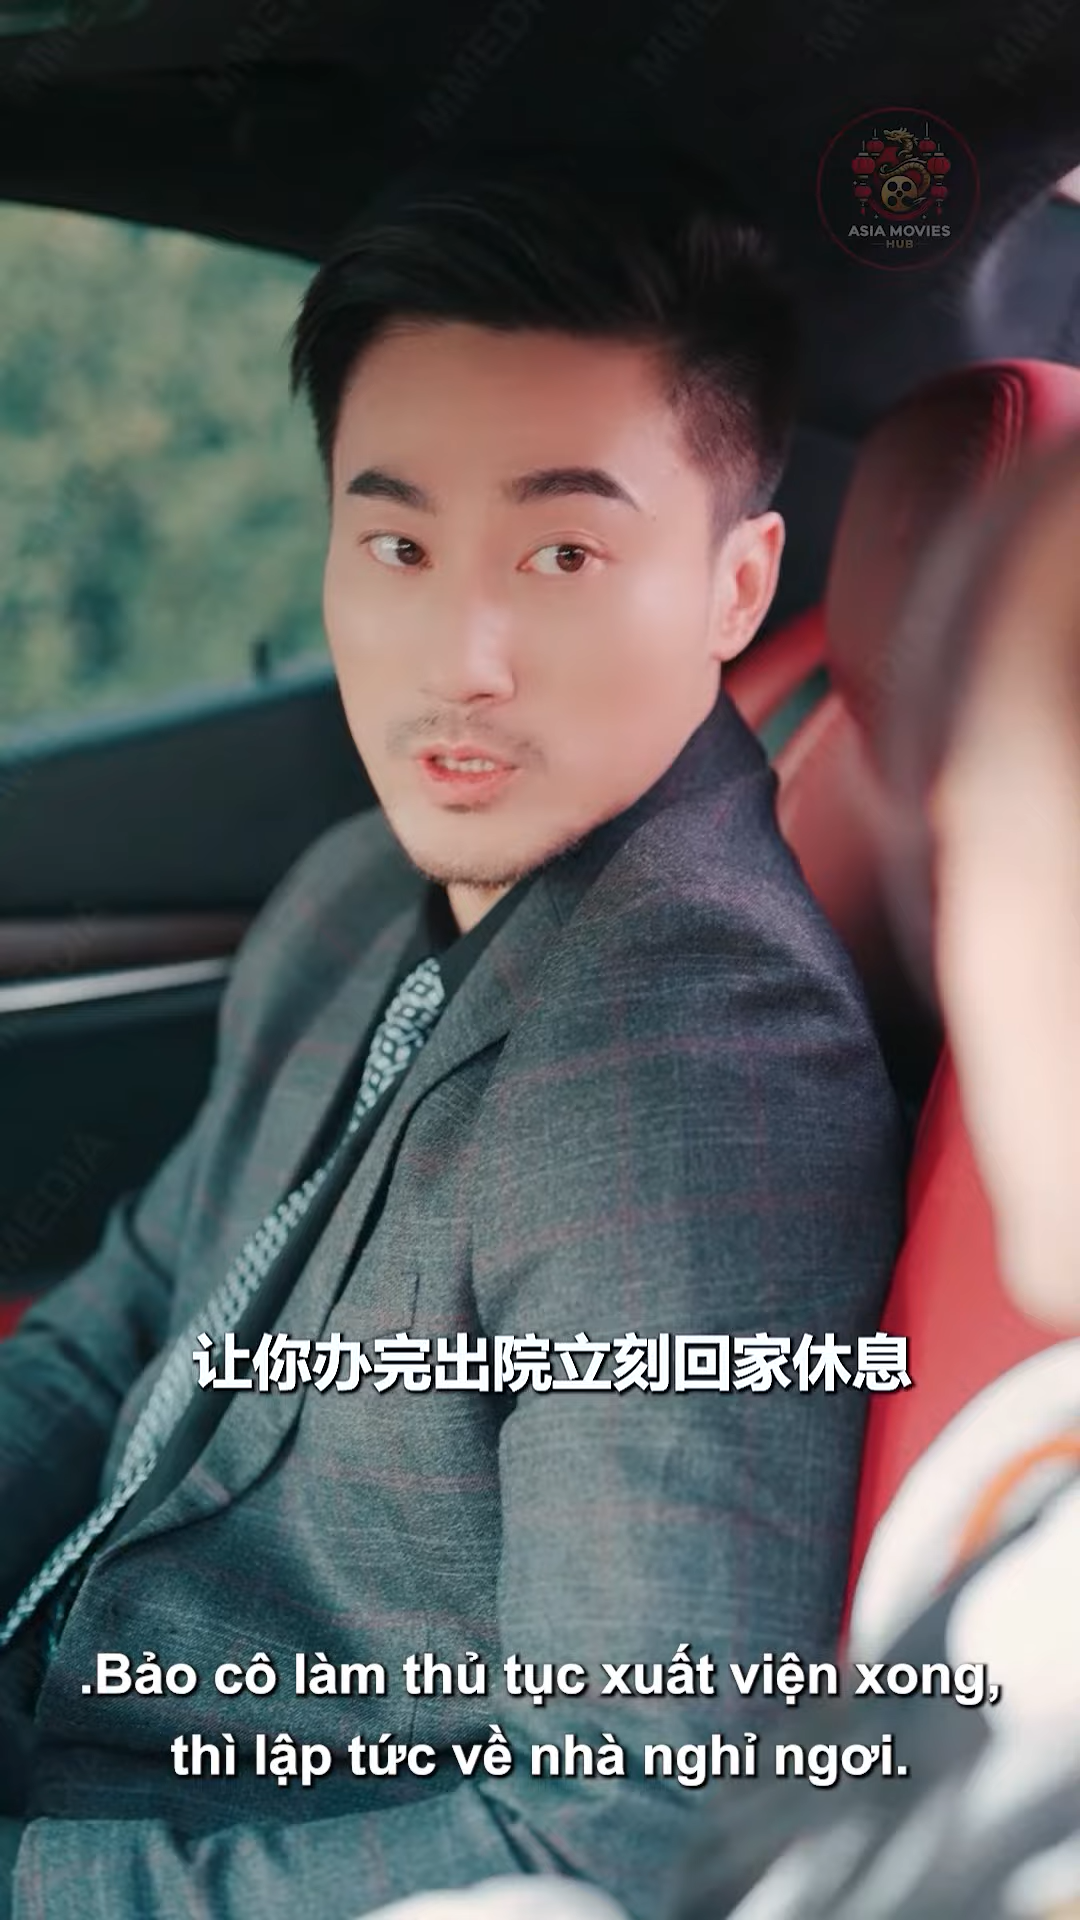 ASIA MOVIES
HUB
让你办完出院立刻回家休息
.Bảo cô làm thủ tục xuất viện xong,
thì lập tức về nhà nghỉ ngơi.